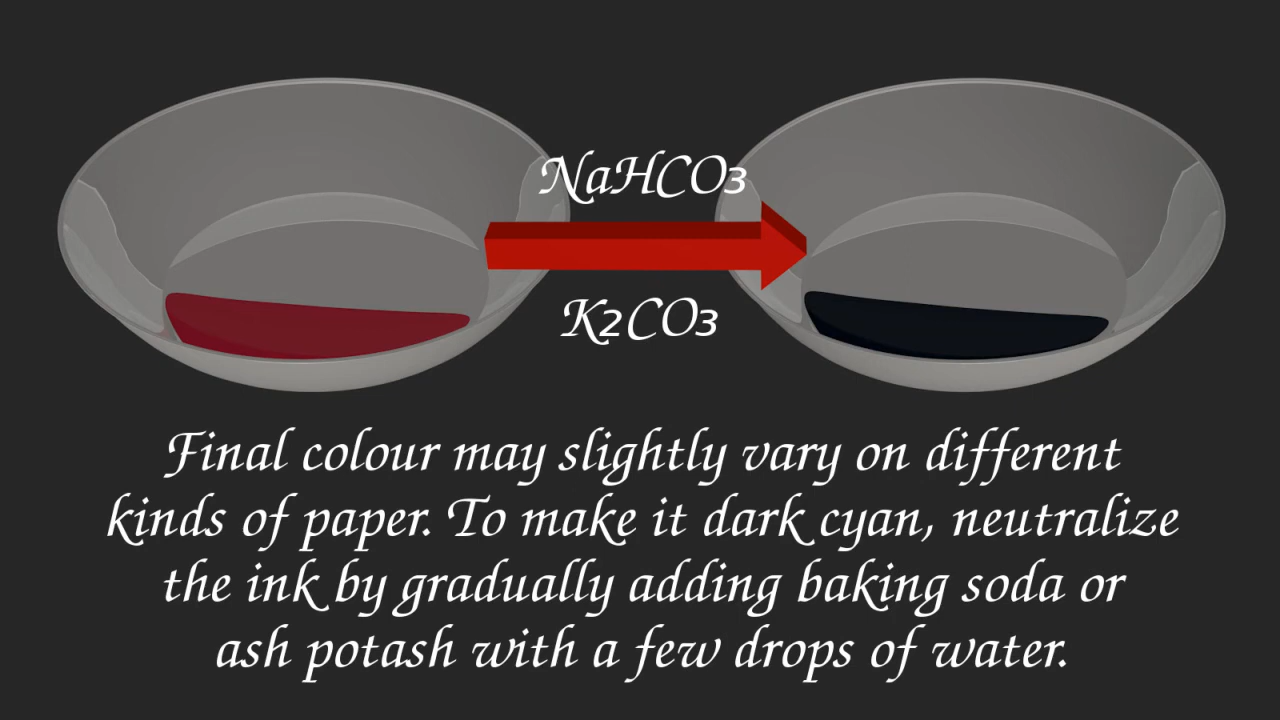 NaHCO3
K2CO3
Final colour may slightly vary on different
kinds of paper. To make it dark cyan, neutralize
the ink by gradually adding baking soda or
ash potash with a few drops of water.